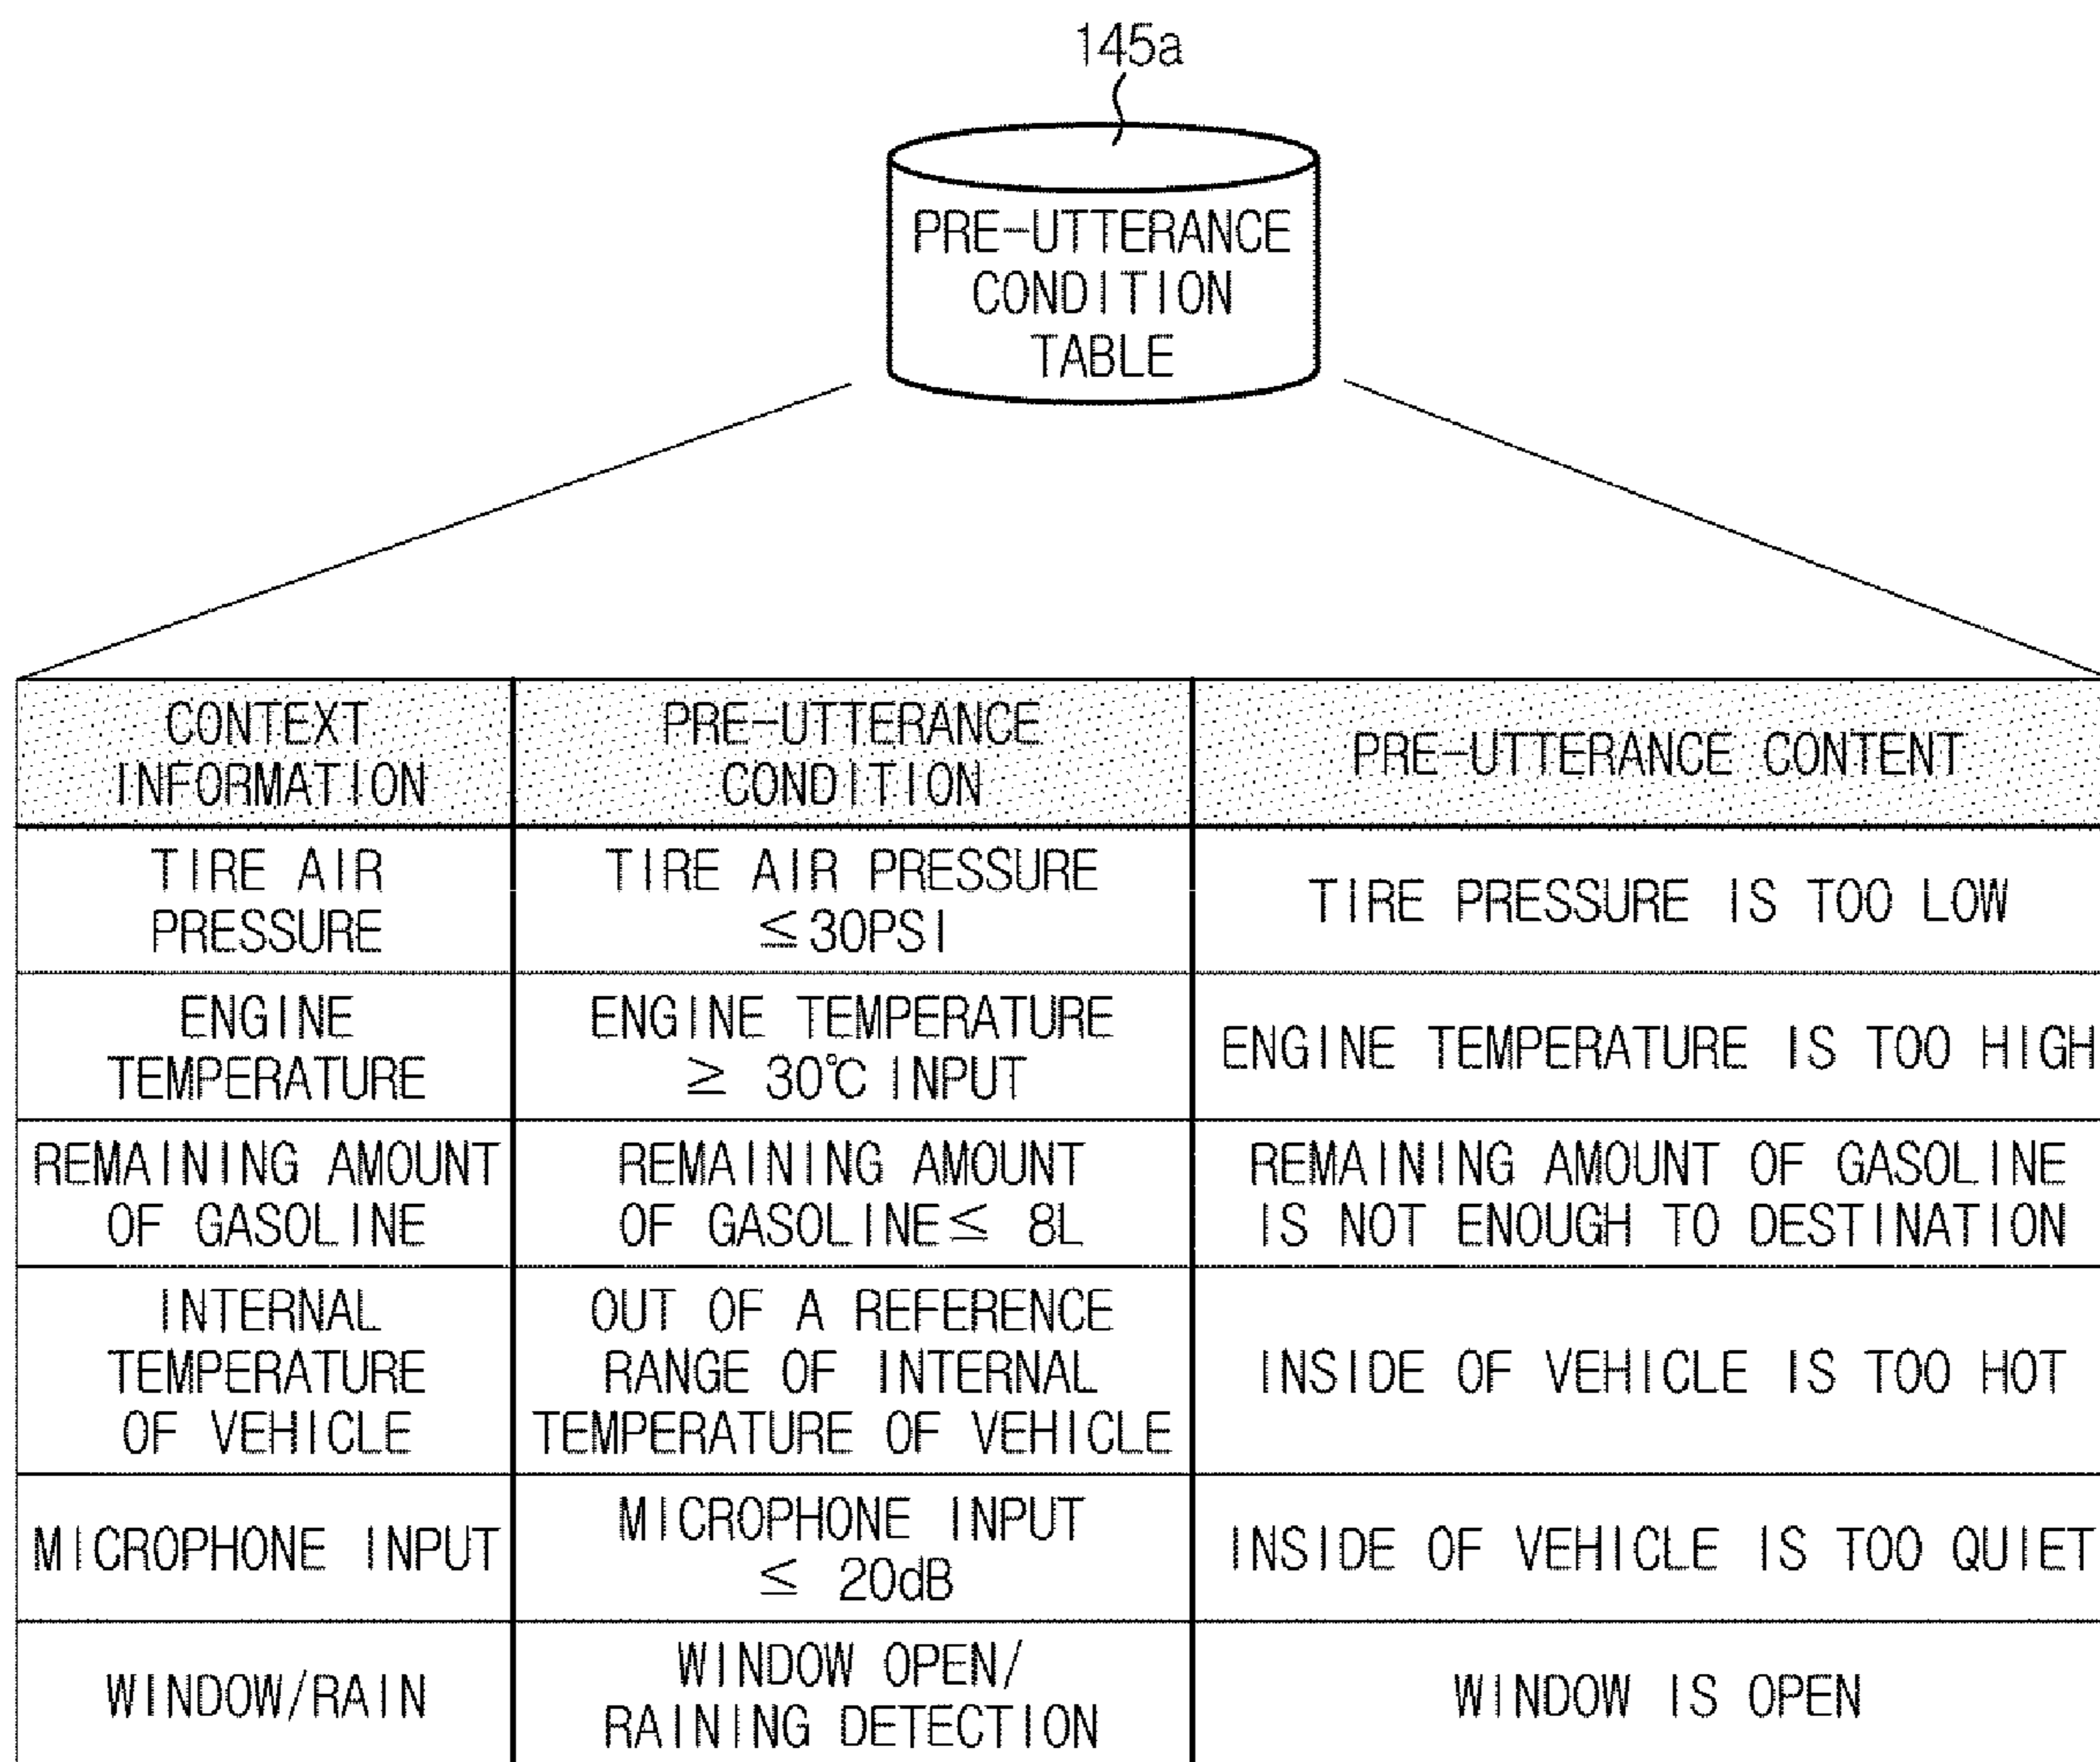 145a
PRE-UTTERANCE
CONDITION
TABLE
CONTEXT
INFORMATION
PRE-UTTERANCE
CONDITION
PRE-UTTERANCE CONTENT
TIRE AIR
PRESSURE
TIRE AIR PRESSURE
≤30PSI
TIRE PRESSURE IS TOO LOW
ENGINE
TEMPERATURE
ENGINE TEMPERATURE
≥ 30℃ INPUT
ENGINE TEMPERATURE IS TOO HIGH
REMAINING AMOUNT
OF GASOLINE
REMAINING AMOUNT
OF GASOLINE≤ 8L
REMAINING AMOUNT OF GASOLINE
IS NOT ENOUGH TO DESTINATION
INTERNAL
TEMPERATURE
OF VEHICLE
OUT OF A REFERENCE
RANGE OF INTERNAL
TEMPERATURE OF VEHICLE
INSIDE OF VEHICLE IS TOO HOT
MICROPHONE INPUT
MICROPHONE INPUT
≤ 20dB
INSIDE OF VEHICLE IS TOO QUIET
WINDOW/RAIN
WINDOW OPEN/
RAINING DETECTION
WINDOW IS OPEN